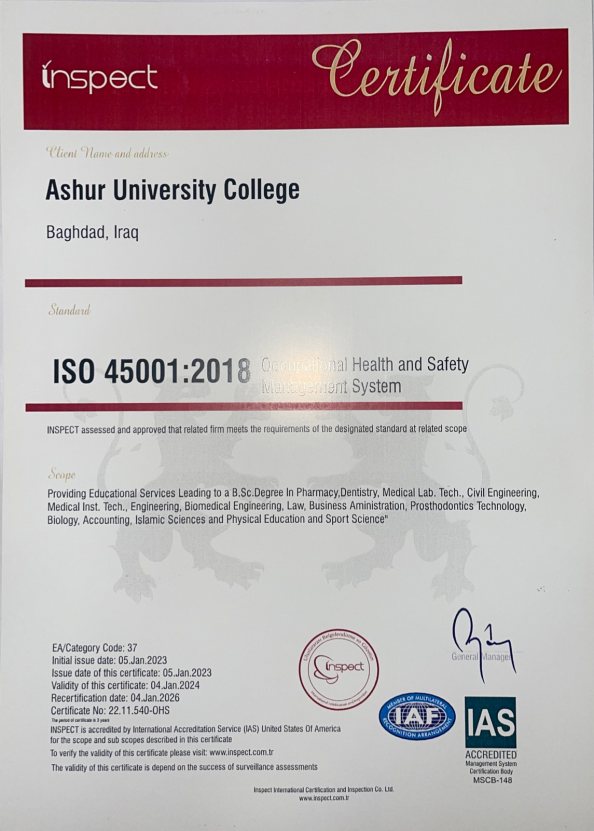 inspect
Certificate
Client Name and address
Ashur University College
Baghdad, Iraq
Standard
ISO 45001:2018 Occupational Health and Safety
Management System
INSPECT assessed and approved that related firm meets the requirements of the designated standard at related scope
Scope
Providing Educational Services Leading to a B.Sc.Degree In Pharmacy,Dentistry, Medical Lab. Tech., Civil Engineering,
Medical Inst. Tech., Engineering, Biomedical Engineering, Law, Business Aministration, Prosthodontics Technology,
Biology, Accounting, Islamic Sciences and Physical Education and Sport Science"
EA/Category Code: 37
Initial issue date: 05.Jan.2023
Issue date of this certificate: 05.Jan.2023
Validity of this certificate: 04.Jan.2024
Recertification date: 04.Jan.2026
Certificate No: 22.11.540-OHS
The period of certificate is 3 years
INSPECT is accredited by International Accreditation Service (IAS) United States Of America
for the scope and sub scopes described in this certificate
To verify the validity of this certificate please visit: www.inspect.com.tr
The validity of this certificate is depend on the success of surveillance assessments
inspect
General Manager
MEMBER OF MULTILATERAL
IAF
RECOGNITION ARRANGEMENT
IAS
ACCREDITED
Management System
Certification Body
MSCB-148
Inspect International Certification and Inspection Co. Ltd.
www.inspect.com.tr